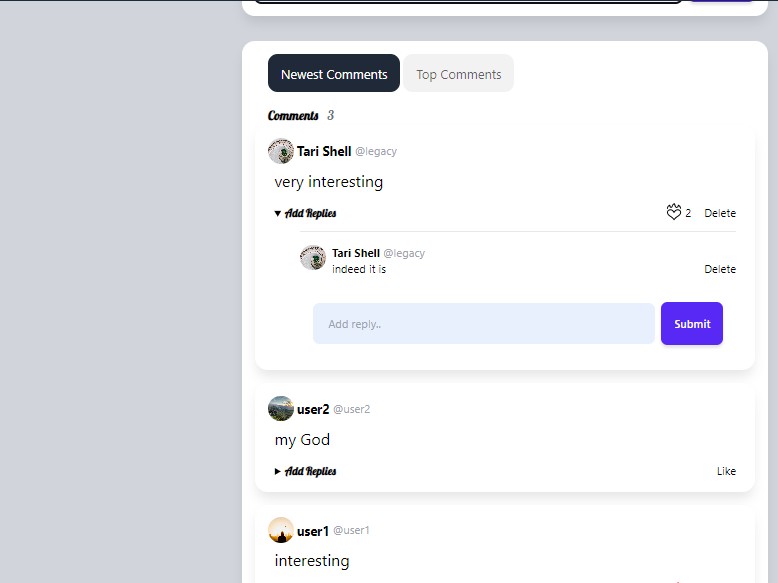 Newest Comments Top Comments
Comments 3
Tari Shell @legacy
very interesting
▼ Add Replies 2 Delete
Tari Shell @legacy
indeed it is Delete
Add reply.. Submit
user2 @user2
my God
► Add Replies Like
user1 @user1
interesting